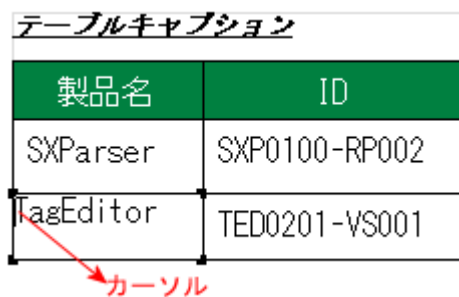 テーブルキャプション
製品名 ID
SXParser SXP0100-RP002
TagEditor TED0201-VS001
カーソル